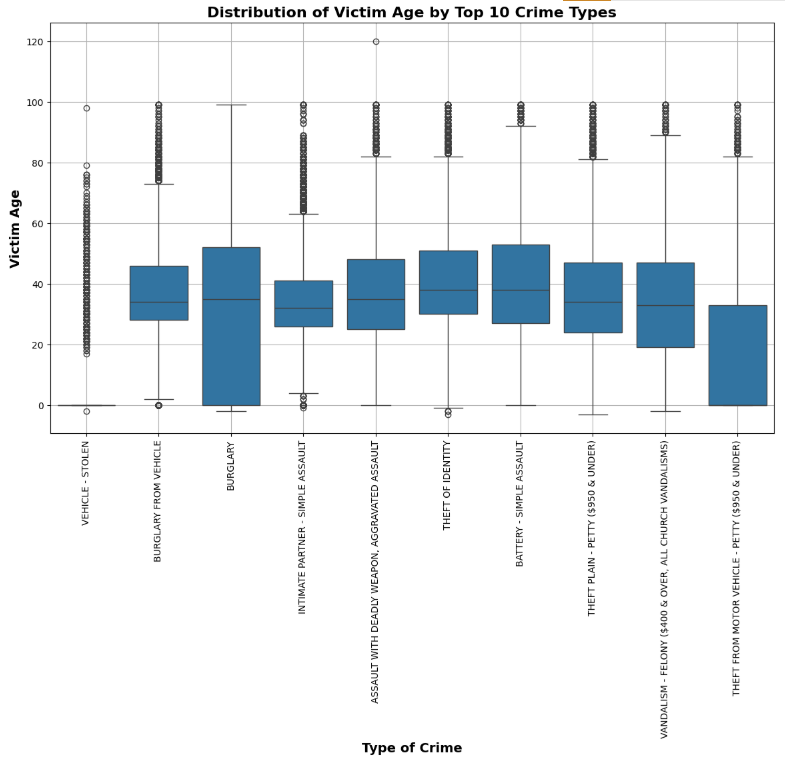 Distribution of Victim Age by Top 10 Crime Types
Victim Age
120
100
80
60
40
20
0
VEHICLE - STOLEN
BURGLARY FROM VEHICLE
BURGLARY
INTIMATE PARTNER - SIMPLE ASSAULT
ASSAULT WITH DEADLY WEAPON, AGGRAVATED ASSAULT
THEFT OF IDENTITY
BATTERY - SIMPLE ASSAULT
THEFT PLAIN - PETTY ($950 & UNDER)
VANDALISM - FELONY ($400 & OVER, ALL CHURCH VANDALISMS)
THEFT FROM MOTOR VEHICLE - PETTY ($950 & UNDER)
Type of Crime